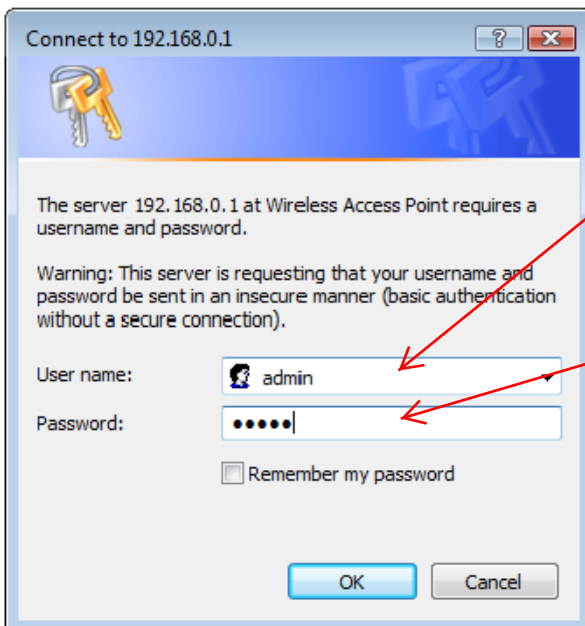 Connect to 192.168.0.1
?
The server 192.168.0.1 at Wireless Access Point requires a
username and password.
Warning: This server is requesting that your username and
password be sent in an insecure manner (basic authentication
without a secure connection).
User name: admin
Password: •••••
Remember my password
OK Cancel